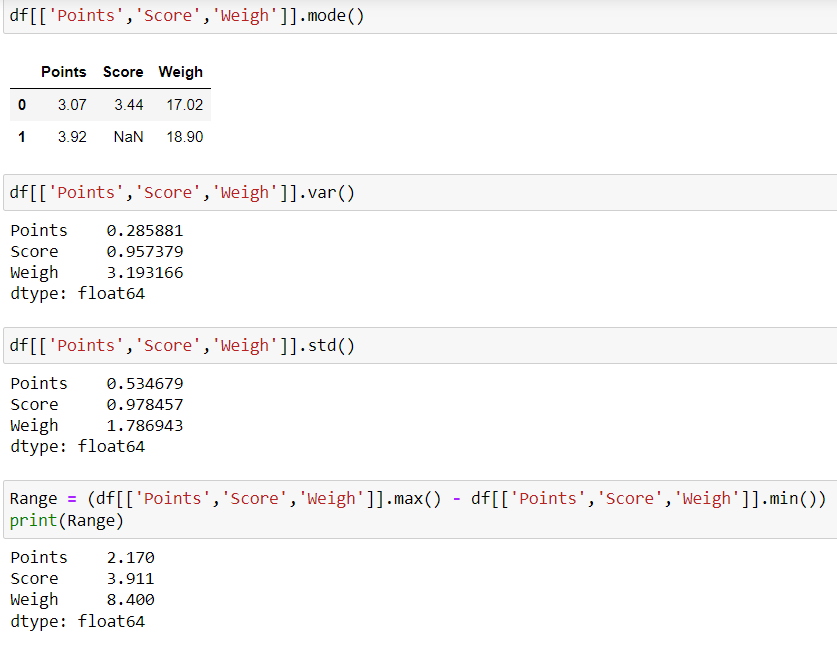 df[['Points','Score','Weigh']].mode()
Points Score Weigh
0 3.07 3.44 17.02
1 3.92 NaN 18.90
df[['Points','Score','Weigh']].var()
Points 0.285881
Score 0.957379
Weigh 3.193166
dtype: float64
df[['Points','Score','Weigh']].std()
Points 0.534679
Score 0.978457
Weigh 1.786943
dtype: float64
Range = (df[['Points','Score','Weigh']].max() - df[['Points','Score','Weigh']].min())
print(Range)
Points 2.170
Score 3.911
Weigh 8.400
dtype: float64